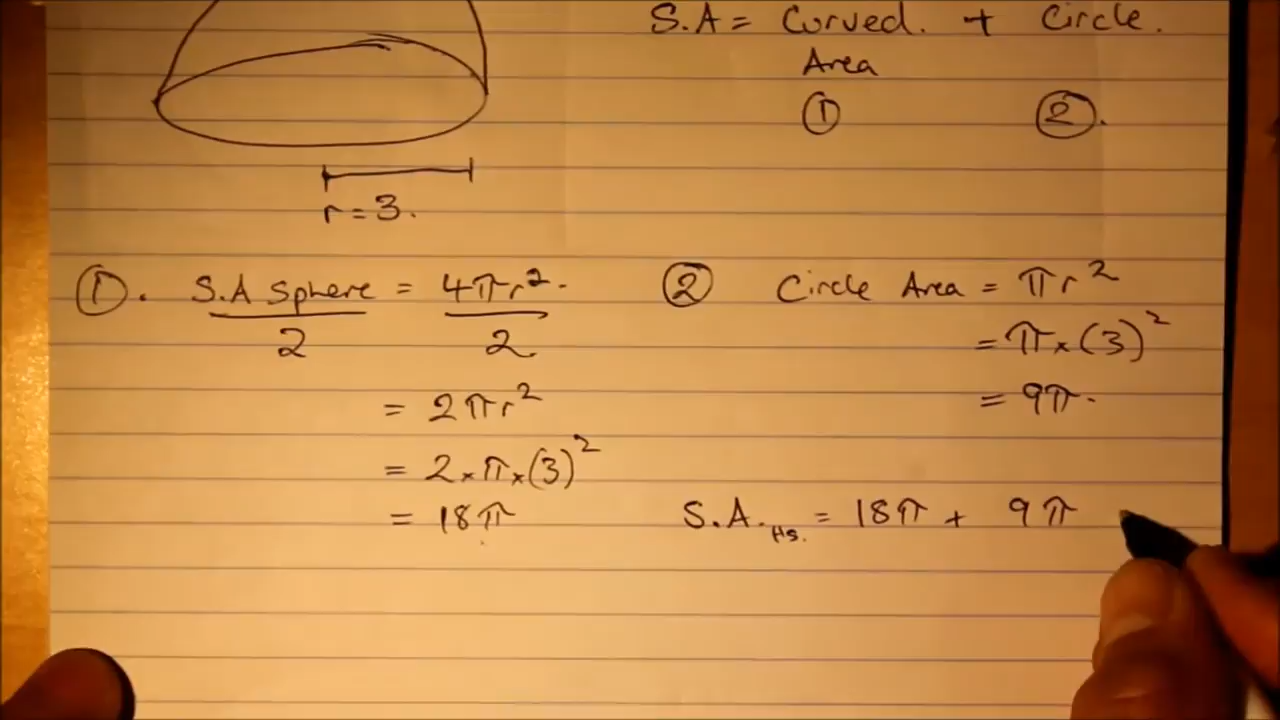 S.A = Curved. + Circle.
Area
① ②.
r = 3.
①. S.A Sphere / 2 = 4πr². / 2.
= 2πr²
= 2 × π × (3)²
= 18π
② Circle Area = πr²
= π × (3)²
= 9π.
S.A. Hs. = 18π + 9π